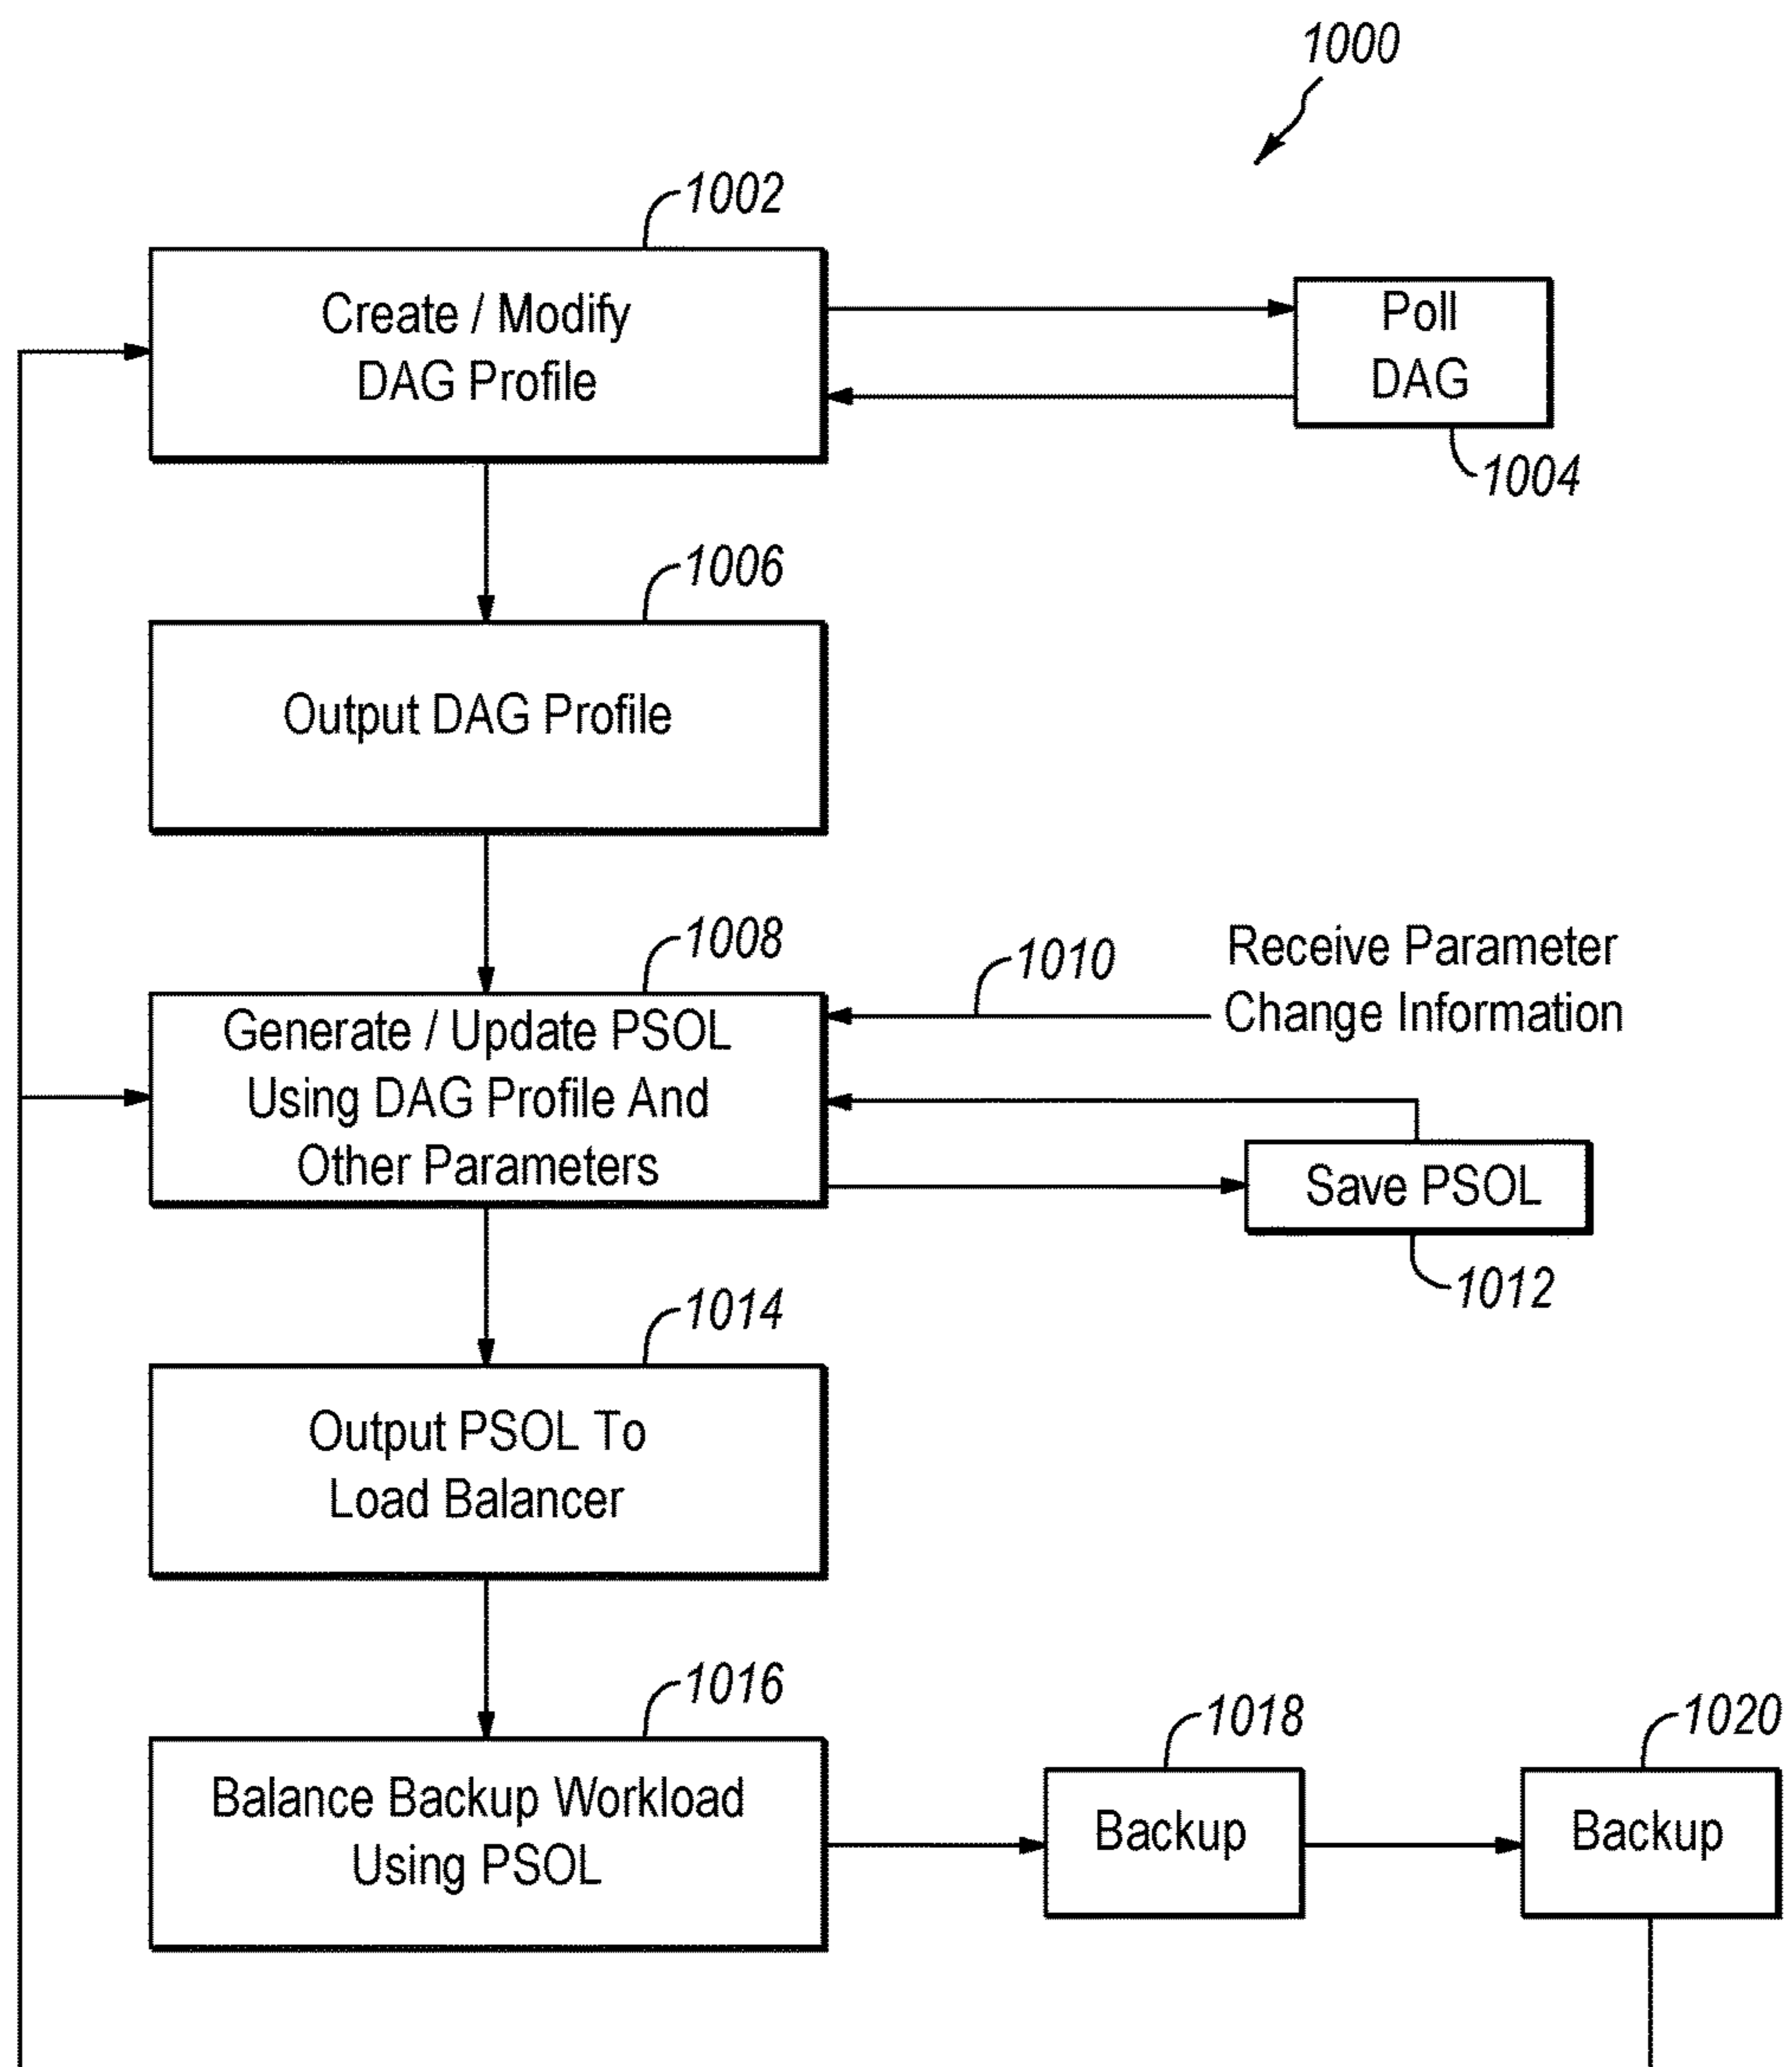 1000
1002
Create / Modify
DAG Profile
Poll
DAG
1004
1006
Output DAG Profile
1008
Generate / Update PSOL
Using DAG Profile And
Other Parameters
1010
Receive Parameter
Change Information
Save PSOL
1012
1014
Output PSOL To
Load Balancer
1016
Balance Backup Workload
Using PSOL
1018
Backup
1020
Backup